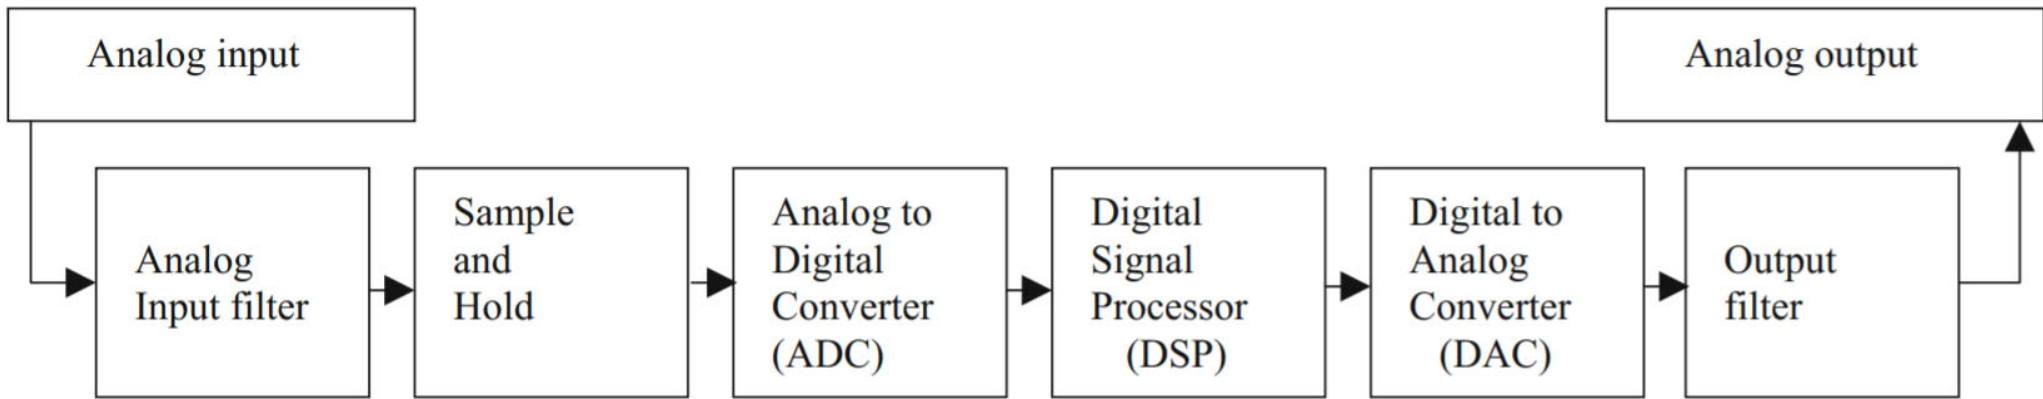 Analog input
Analog output
Analog
Input filter
Sample
and
Hold
Analog to
Digital
Converter
(ADC)
Digital
Signal
Processor
(DSP)
Digital to
Analog
Converter
(DAC)
Output
filter